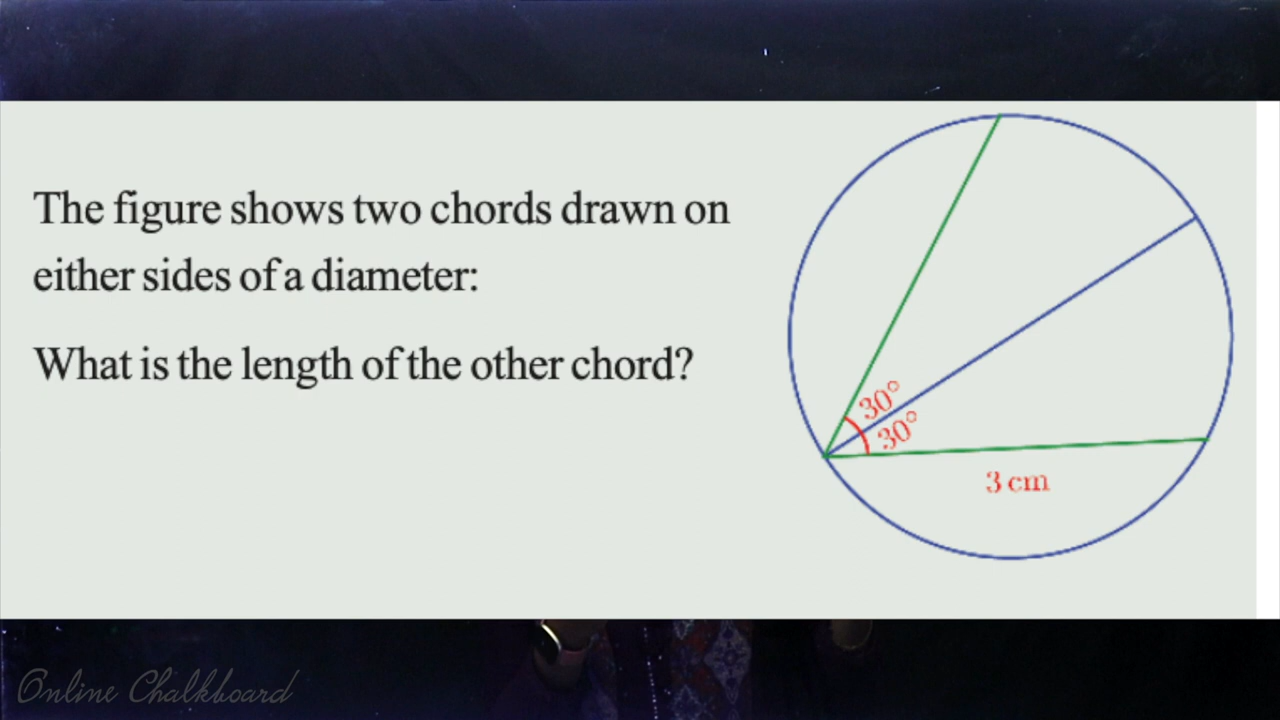 The figure shows two chords drawn on
either sides of a diameter:
What is the length of the other chord?
30°
30°
3 cm
Online Chalkboard